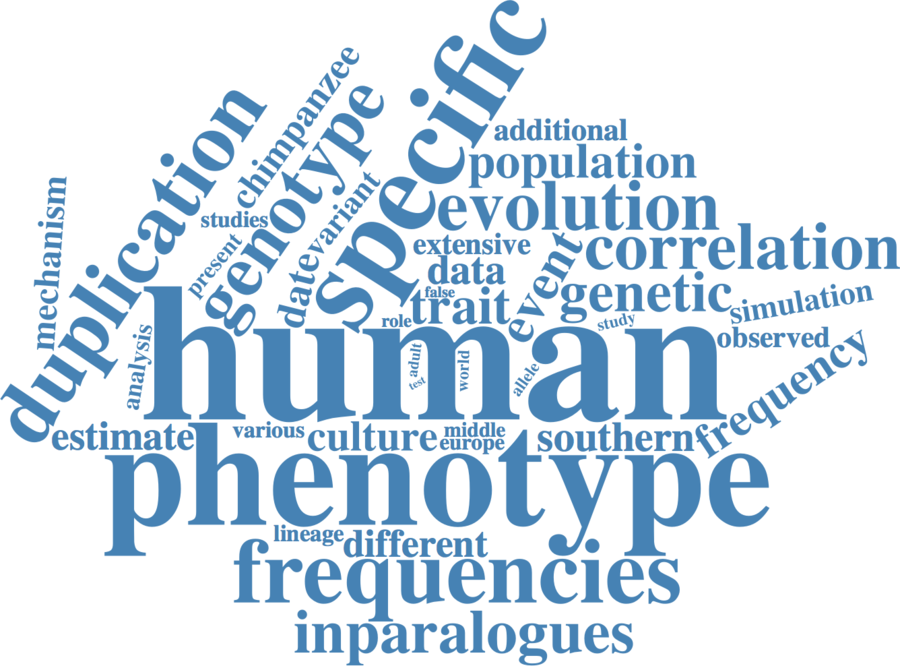 specific
additional
population
evolution
chimpanzee
genotype
duplication
mechanism
studies
present
variant
date
extensive
data
correlation
event
genetic
false
trait
simulation
role
study
observed
human
analysis
adult
test
world
allele
frequency
estimate
various
culture
middle
europe
southern
phenotype
lineage
different
frequencies
inparalogues